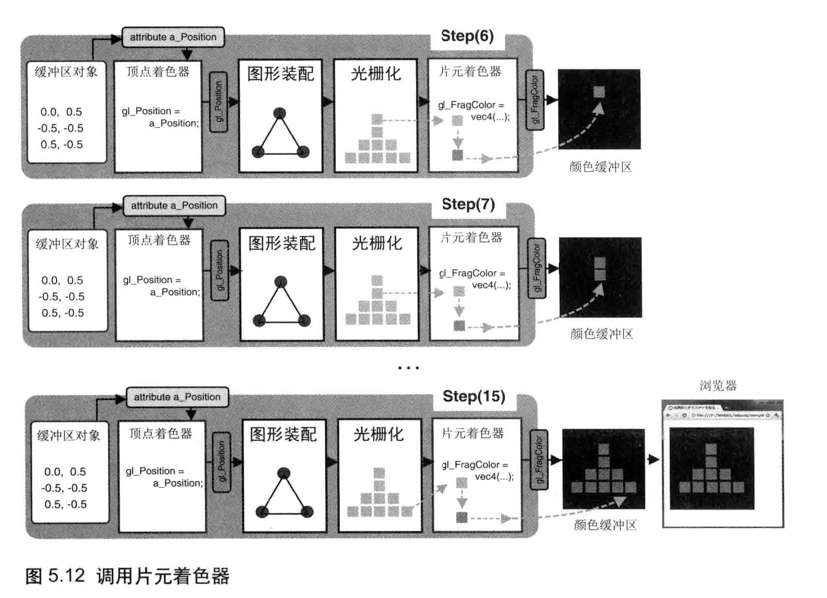 Step(6)
attribute a_Position
缓冲区对象
0.0, 0.5
-0.5, -0.5
0.5, -0.5
顶点着色器
gl_Position =
a_Position;
gl_Position
图形装配
光栅化
片元着色器
gl_FragColor =
vec4(...);
gl_FragColor
颜色缓冲区
Step(7)
attribute a_Position
缓冲区对象
0.0, 0.5
-0.5, -0.5
0.5, -0.5
顶点着色器
gl_Position =
a_Position;
gl_Position
图形装配
光栅化
片元着色器
gl_FragColor =
vec4(...);
gl_FragColor
颜色缓冲区
...
Step(15)
attribute a_Position
缓冲区对象
0.0, 0.5
-0.5, -0.5
0.5, -0.5
顶点着色器
gl_Position =
a_Position;
gl_Position
图形装配
光栅化
片元着色器
gl_FragColor =
vec4(...);
gl_FragColor
颜色缓冲区
浏览器
图 5.12 调用片元着色器